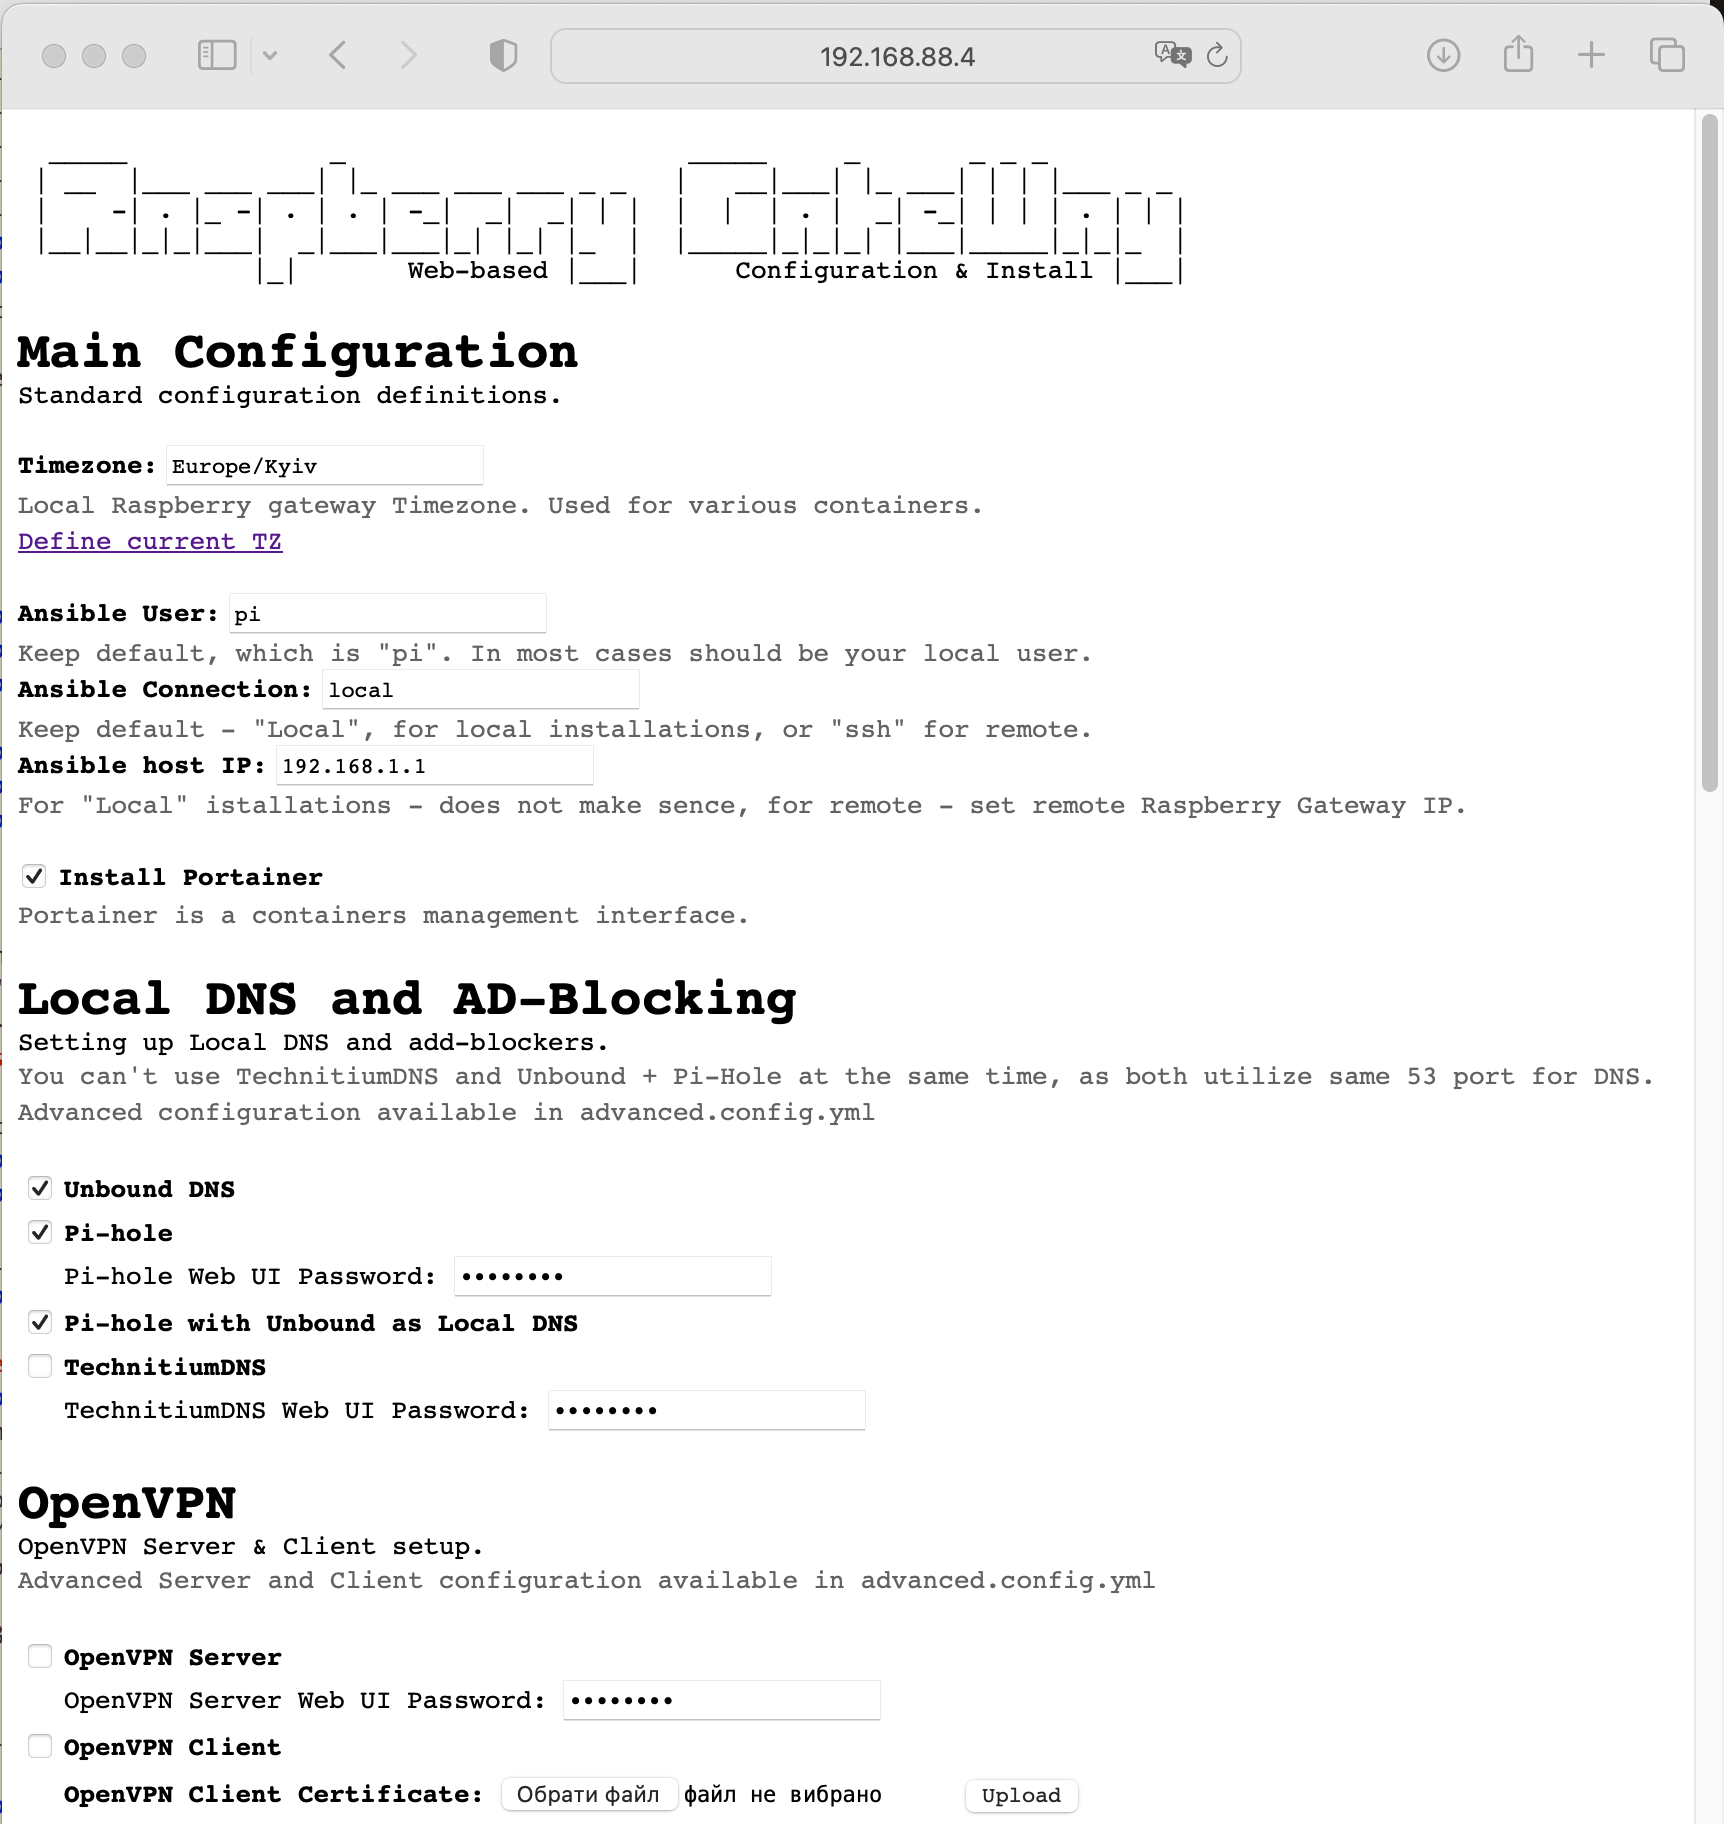 192.168.88.4
Raspberry GateWay
Web-based Configuration & Install
Main Configuration
Standard configuration definitions.
Timezone: Europe/Kyiv
Local Raspberry gateway Timezone. Used for various containers.
Define current TZ
Ansible User: pi
Keep default, which is "pi". In most cases should be your local user.
Ansible Connection: local
Keep default - "Local", for local installations, or "ssh" for remote.
Ansible host IP: 192.168.1.1
For "Local" istallations - does not make sence, for remote - set remote Raspberry Gateway IP.
Install Portainer
Portainer is a containers management interface.
Local DNS and AD-Blocking
Setting up Local DNS and add-blockers.
You can't use TechnitiumDNS and Unbound + Pi-Hole at the same time, as both utilize same 53 port for DNS.
Advanced configuration available in advanced.config.yml
Unbound DNS
Pi-hole
Pi-hole Web UI Password: ••••••••
Pi-hole with Unbound as Local DNS
TechnitiumDNS
TechnitiumDNS Web UI Password: ••••••••
OpenVPN
OpenVPN Server & Client setup.
Advanced Server and Client configuration available in advanced.config.yml
OpenVPN Server
OpenVPN Server Web UI Password: ••••••••
OpenVPN Client
OpenVPN Client Certificate: Обрати файл файл не вибрано Upload